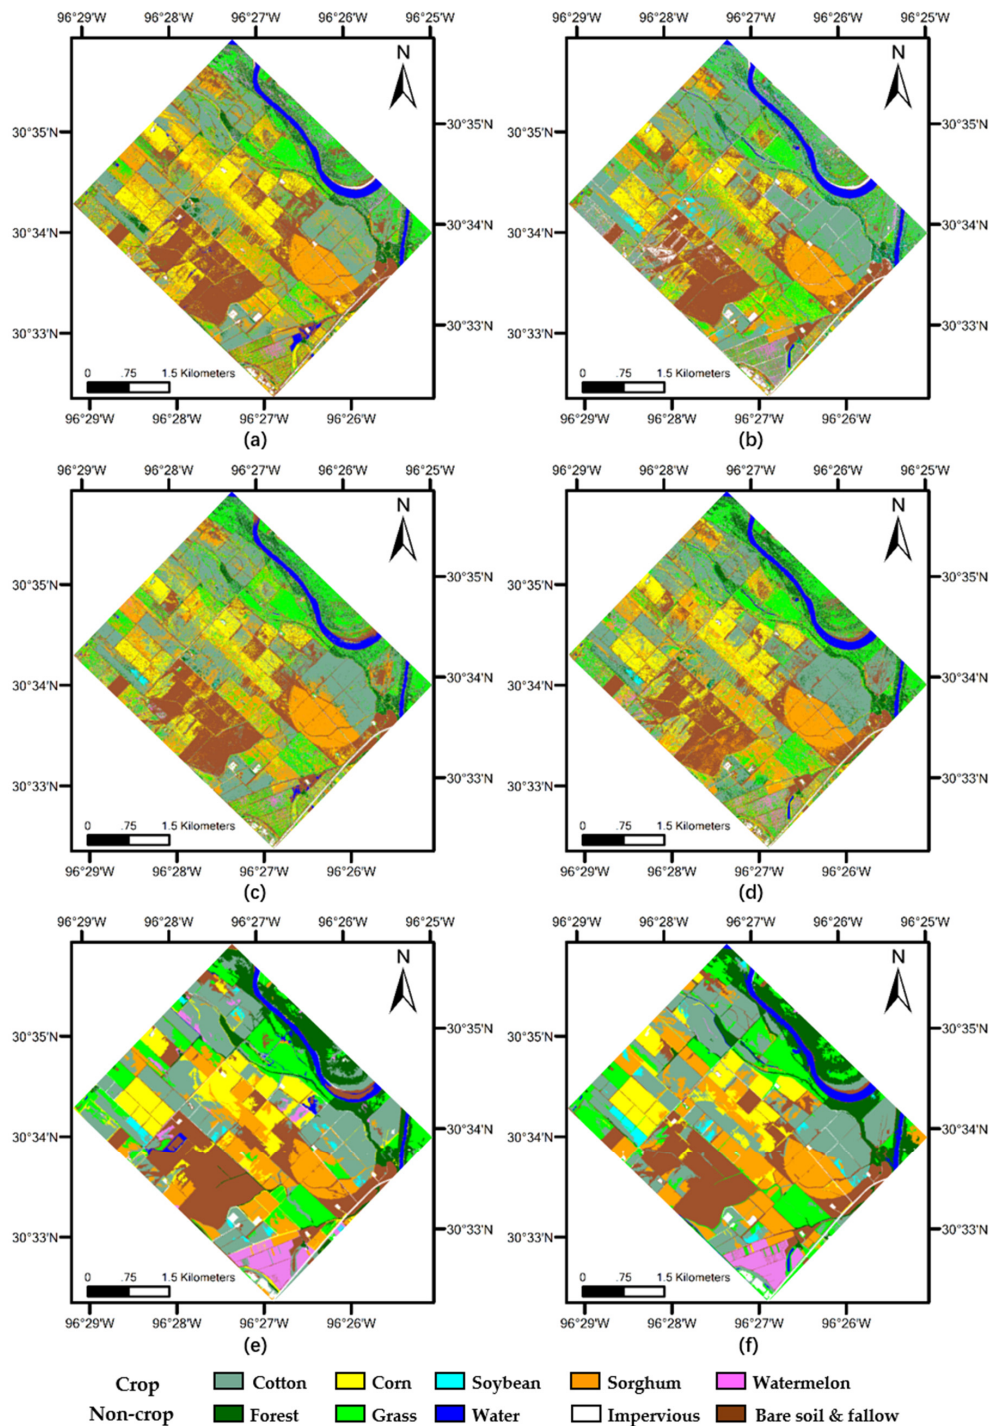 96°29'W 96°28'W 96°27'W 96°26'W 96°25'W
96°29'W 96°28'W 96°27'W 96°26'W 96°25'W
N
N
30°35'N
30°35'N
30°35'N
30°35'N
30°34'N
30°34'N
30°34'N
30°34'N
30°33'N
30°33'N
30°33'N
30°33'N
0 .75 1.5 Kilometers
0 .75 1.5 Kilometers
96°29'W 96°28'W 96°27'W 96°26'W
96°29'W 96°28'W 96°27'W 96°26'W
(a)
(b)
96°29'W 96°28'W 96°27'W 96°26'W 96°25'W
96°29'W 96°28'W 96°27'W 96°26'W 96°25'W
N
N
30°35'N
30°35'N
30°35'N
30°35'N
30°34'N
30°34'N
30°34'N
30°34'N
30°33'N
30°33'N
30°33'N
30°33'N
0 .75 1.5 Kilometers
0 .75 1.5 Kilometers
96°29'W 96°28'W 96°27'W 96°26'W
96°29'W 96°28'W 96°27'W 96°26'W
(c)
(d)
96°29'W 96°28'W 96°27'W 96°26'W 96°25'W
96°29'W 96°28'W 96°27'W 96°26'W 96°25'W
N
N
30°35'N
30°35'N
30°35'N
30°35'N
30°34'N
30°34'N
30°34'N
30°34'N
30°33'N
30°33'N
30°33'N
30°33'N
0 .75 1.5 Kilometers
0 .75 1.5 Kilometers
96°29'W 96°28'W 96°27'W 96°26'W
96°29'W 96°28'W 96°27'W 96°26'W
(e)
(f)
Crop Cotton Corn Soybean Sorghum Watermelon
Non-crop Forest Grass Water Impervious Bare soil & fallow